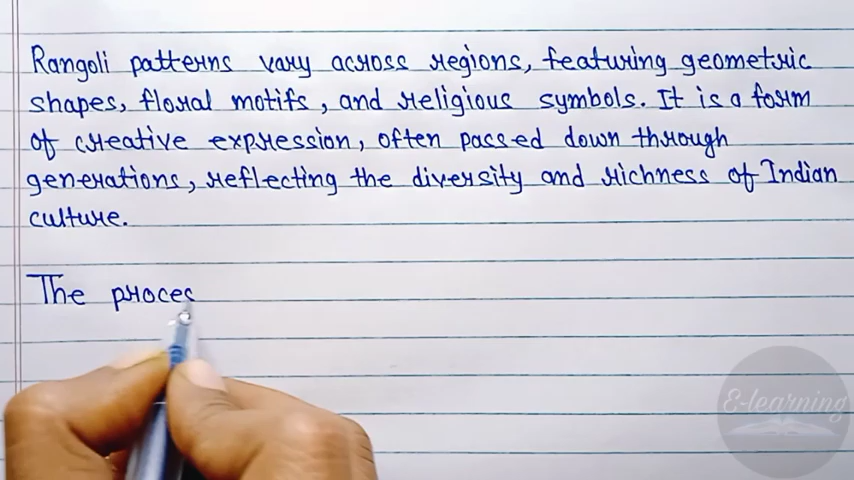 Rangoli patterns vary across regions, featuring geometric
shapes, floral motifs, and religious symbols. It is a form
of creative expression, often passed down through
generations, reflecting the diversity and richness of Indian
culture.
The proces
E-learning